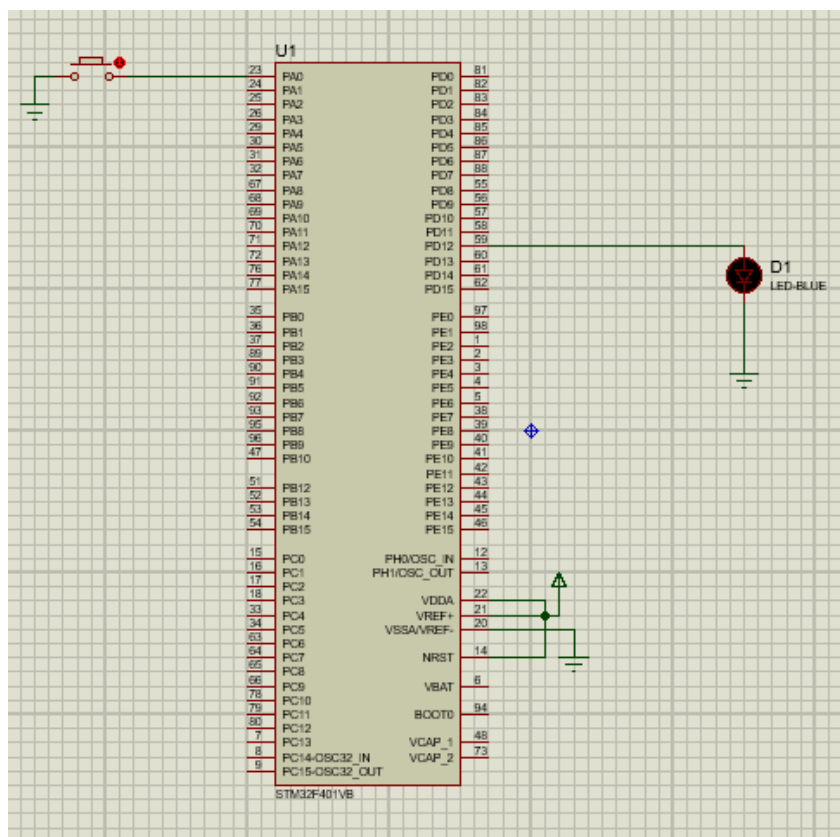 U1
23 PA0 PD0 81
24 PA1 PD1 82
25 PA2 PD2 83
26 PA3 PD3 84
29 PA4 PD4 85
30 PA5 PD5 86
31 PA6 PD6 87
32 PA7 PD7 88
67 PA8 PD8 55
68 PA9 PD9 56
69 PA10 PD10 57
70 PA11 PD11 58
71 PA12 PD12 59
72 PA13 PD13 60
76 PA14 PD14 61
77 PA15 PD15 62
D1
LED-BLUE
35 PB0 PE0 97
36 PB1 PE1 98
37 PB2 PE2 1
89 PB3 PE3 2
90 PB4 PE4 3
91 PB5 PE5 4
92 PB6 PE6 5
93 PB7 PE7 38
95 PB8 PE8 39
96 PB9 PE9 40
47 PB10 PE10 41
PE11 42
51 PB12 PE12 43
52 PB13 PE13 44
53 PB14 PE14 45
54 PB15 PE15 46
15 PC0 PH0/OSC_IN 12
16 PC1 PH1/OSC_OUT 13
17 PC2
18 PC3 VDDA 22
33 PC4 VREF+ 21
34 PC5 VSSA/VREF- 20
63 PC6
64 PC7 NRST 14
65 PC8
66 PC9 VBAT 6
78 PC10
79 PC11 BOOT0 94
80 PC12
7 PC13 VCAP_1 48
8 PC14-OSC32_IN VCAP_2 73
9 PC15-OSC32_OUT
STM32F401VB